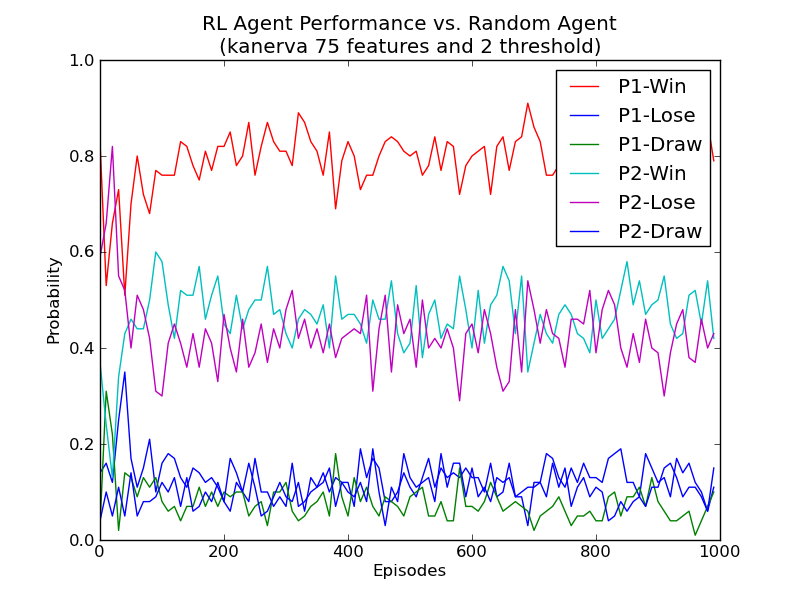 RL Agent Performance vs. Random Agent
(kanerva 75 features and 2 threshold)
1.0
0.8
0.6
0.4
0.2
0.0
Probability
P1-Win
P1-Lose
P1-Draw
P2-Win
P2-Lose
P2-Draw
0
200
400
600
800
1000
Episodes